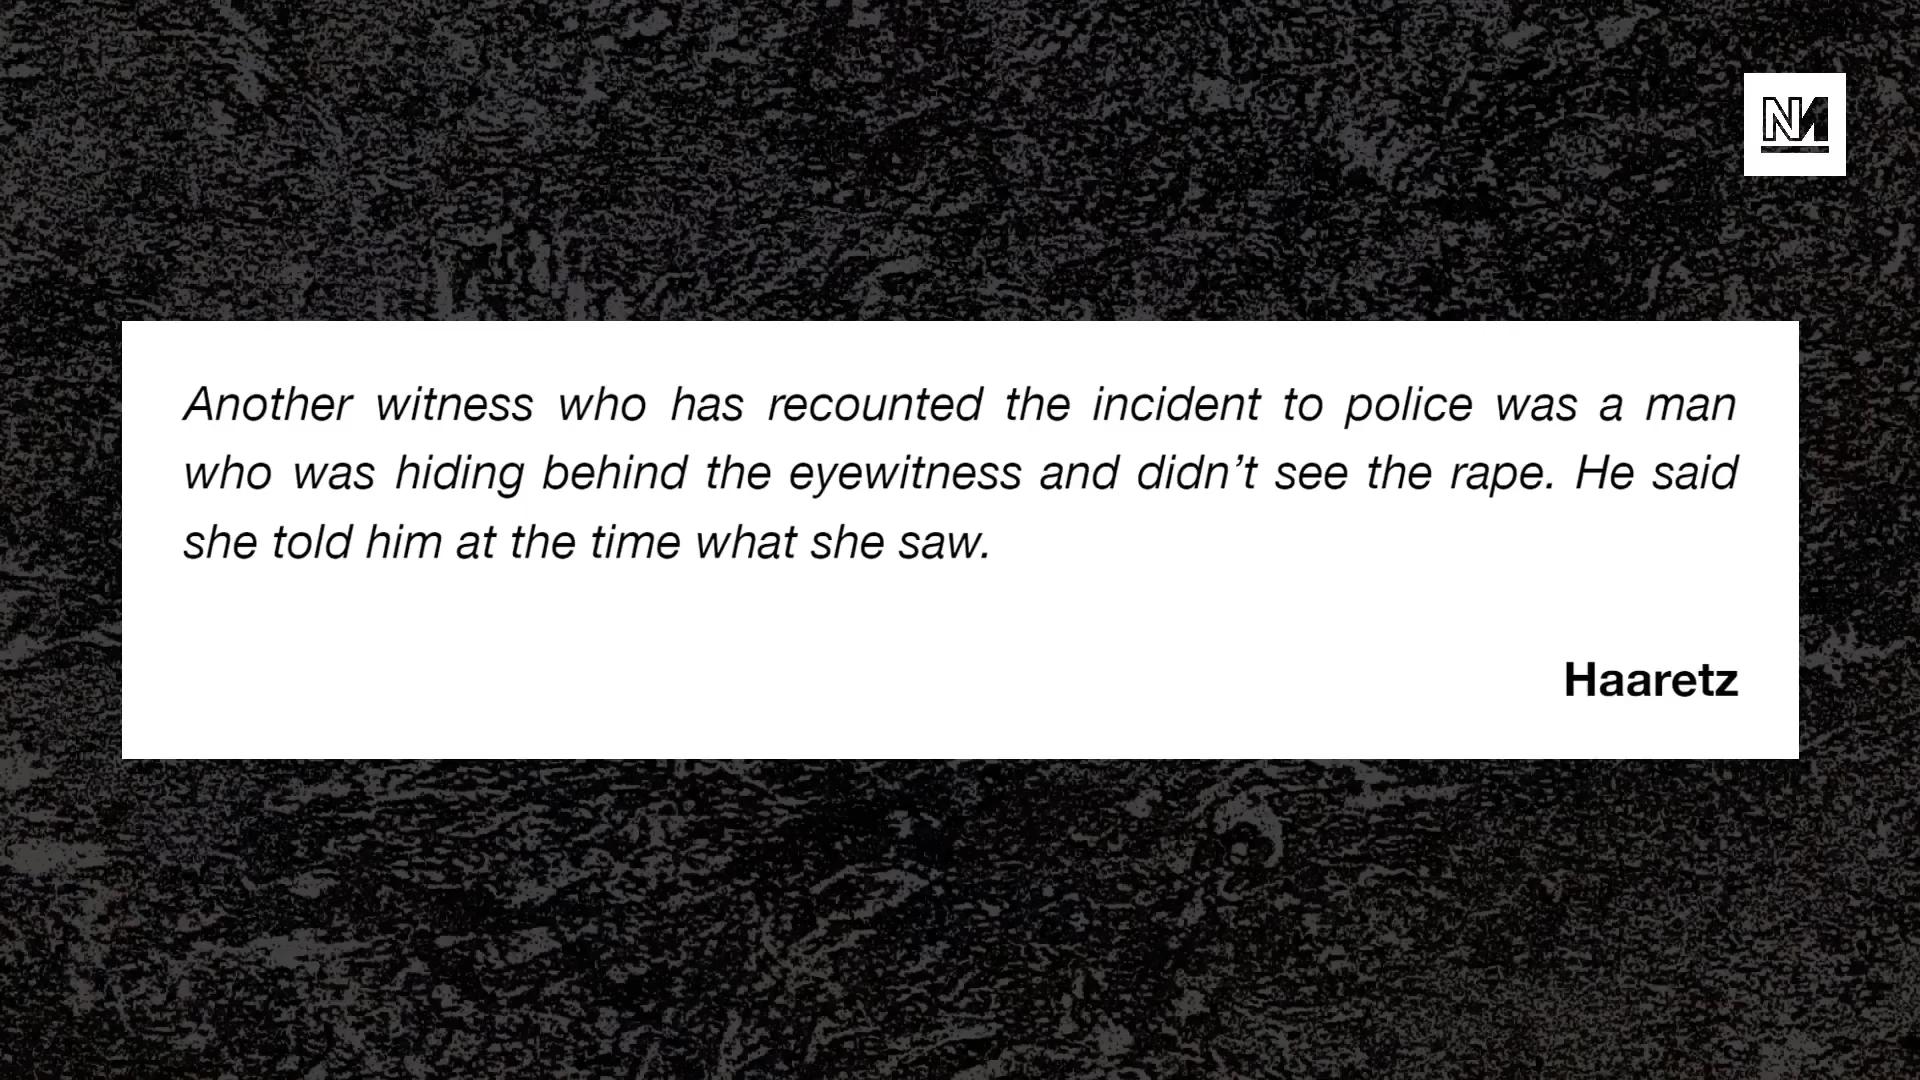 NM
Another witness who has recounted the incident to police was a man
who was hiding behind the eyewitness and didn’t see the rape. He said
she told him at the time what she saw.
Haaretz